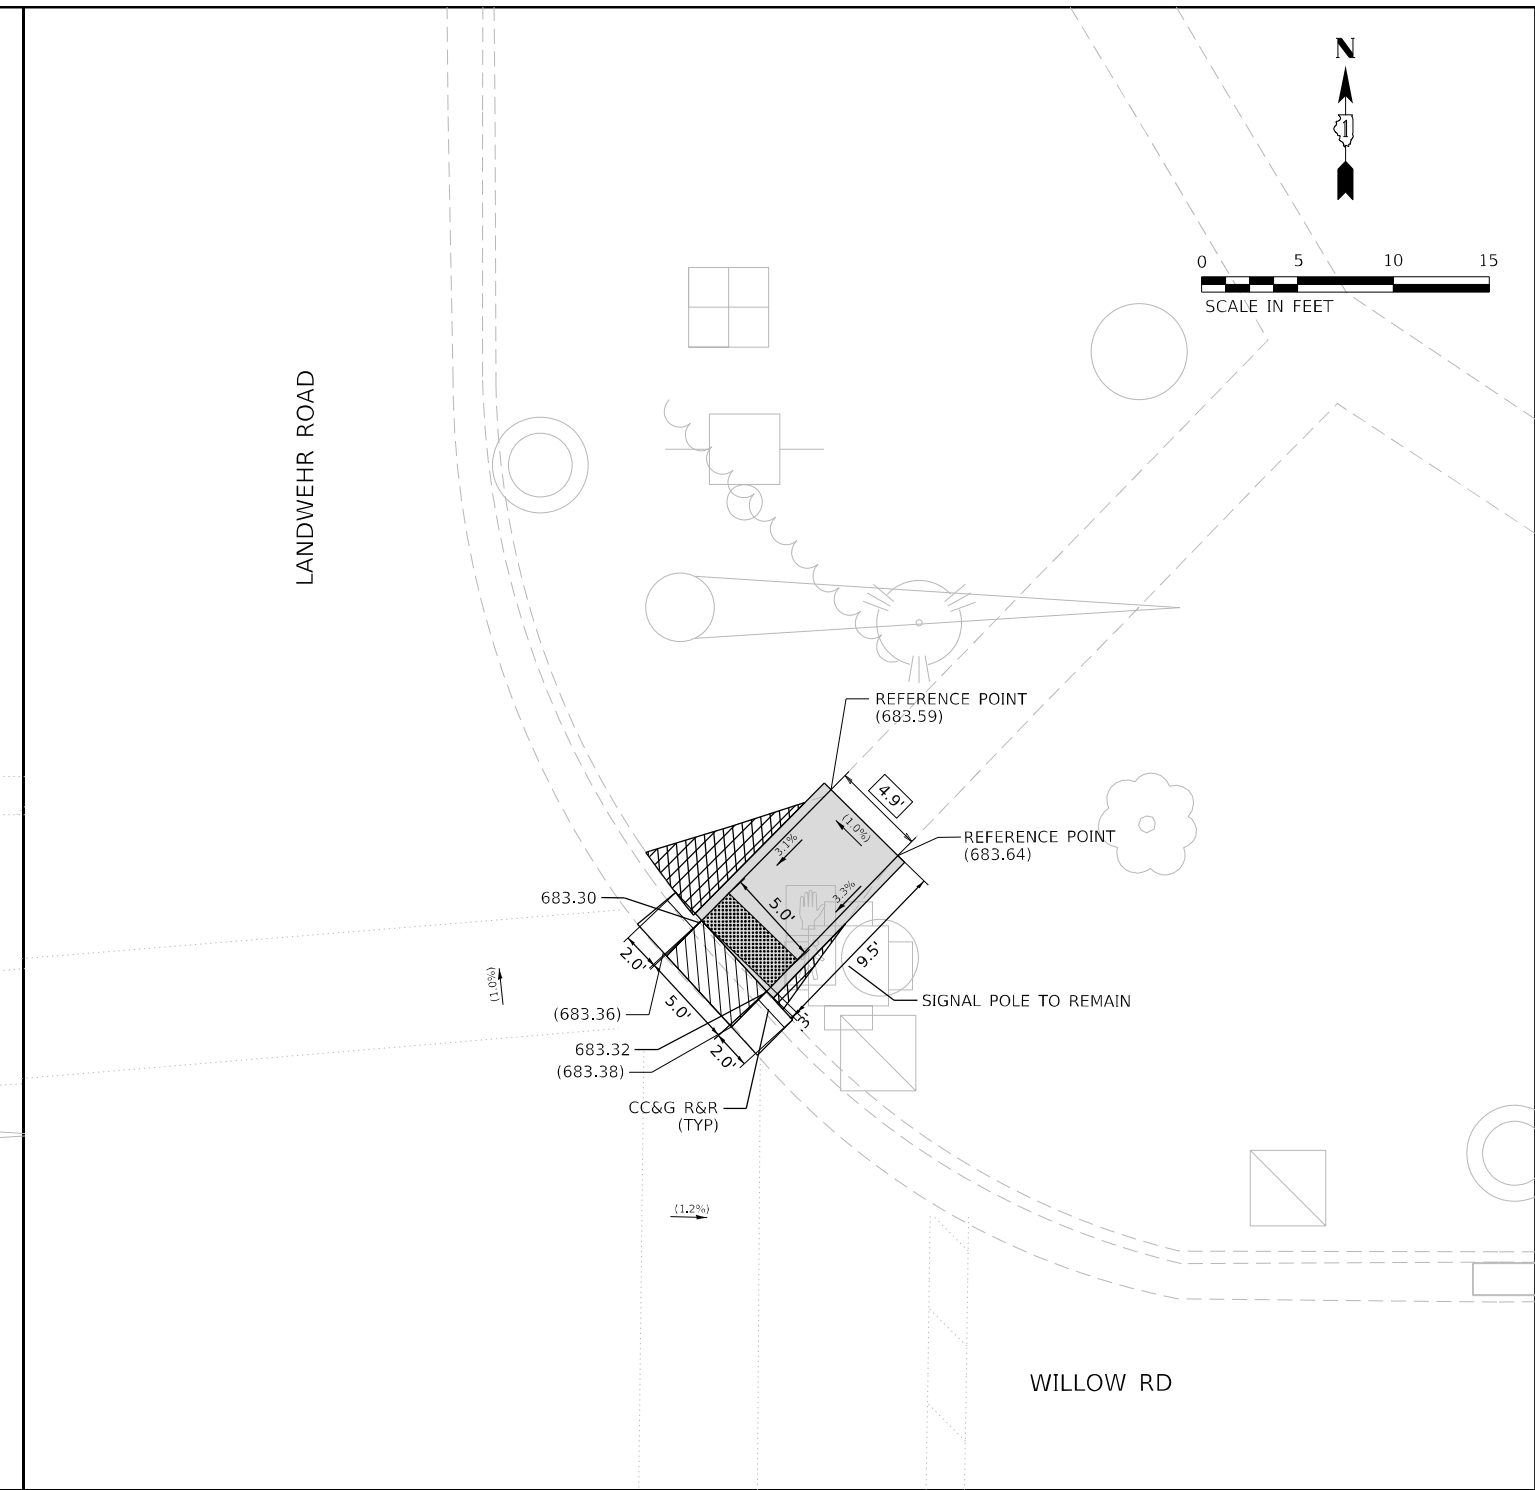 N
1
0 5 10 15
SCALE IN FEET
LANDWEHR ROAD
REFERENCE POINT
(683.59)
4.9'
(1.0%)
REFERENCE POINT
(683.64)
3.1%
3.3%
683.30
5.0'
9.5'
2.0'
(1.0%)
SIGNAL POLE TO REMAIN
(683.36)
5.0'
683.32
2.0'
(683.38)
CC&G R&R
(TYP)
(1.2%)
WILLOW RD